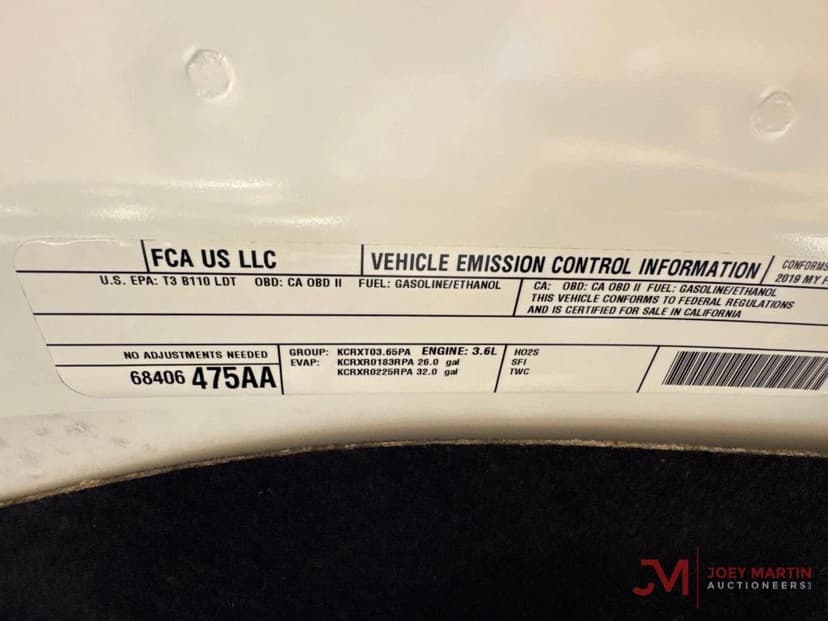 FCA US LLC
VEHICLE EMISSION CONTROL INFORMATION
CONFORMS
2019 MY
U.S. EPA: T3 B110 LDT OBD: CA OBD II FUEL: GASOLINE/ETHANOL
CA: OBD: CA OBD II FUEL: GASOLINE/ETHANOL
THIS VEHICLE CONFORMS TO FEDERAL REGULATIONS
AND IS CERTIFIED FOR SALE IN CALIFORNIA
NO ADJUSTMENTS NEEDED
68406 475AA
GROUP: KCRXT03.65PA ENGINE: 3.6L
EVAP: KCRXR0183RPA 26.0 gal
KCRXR0225RPA 32.0 gal
HO2S
SFI
TWC
JM JOEY MARTIN
AUCTIONEERS